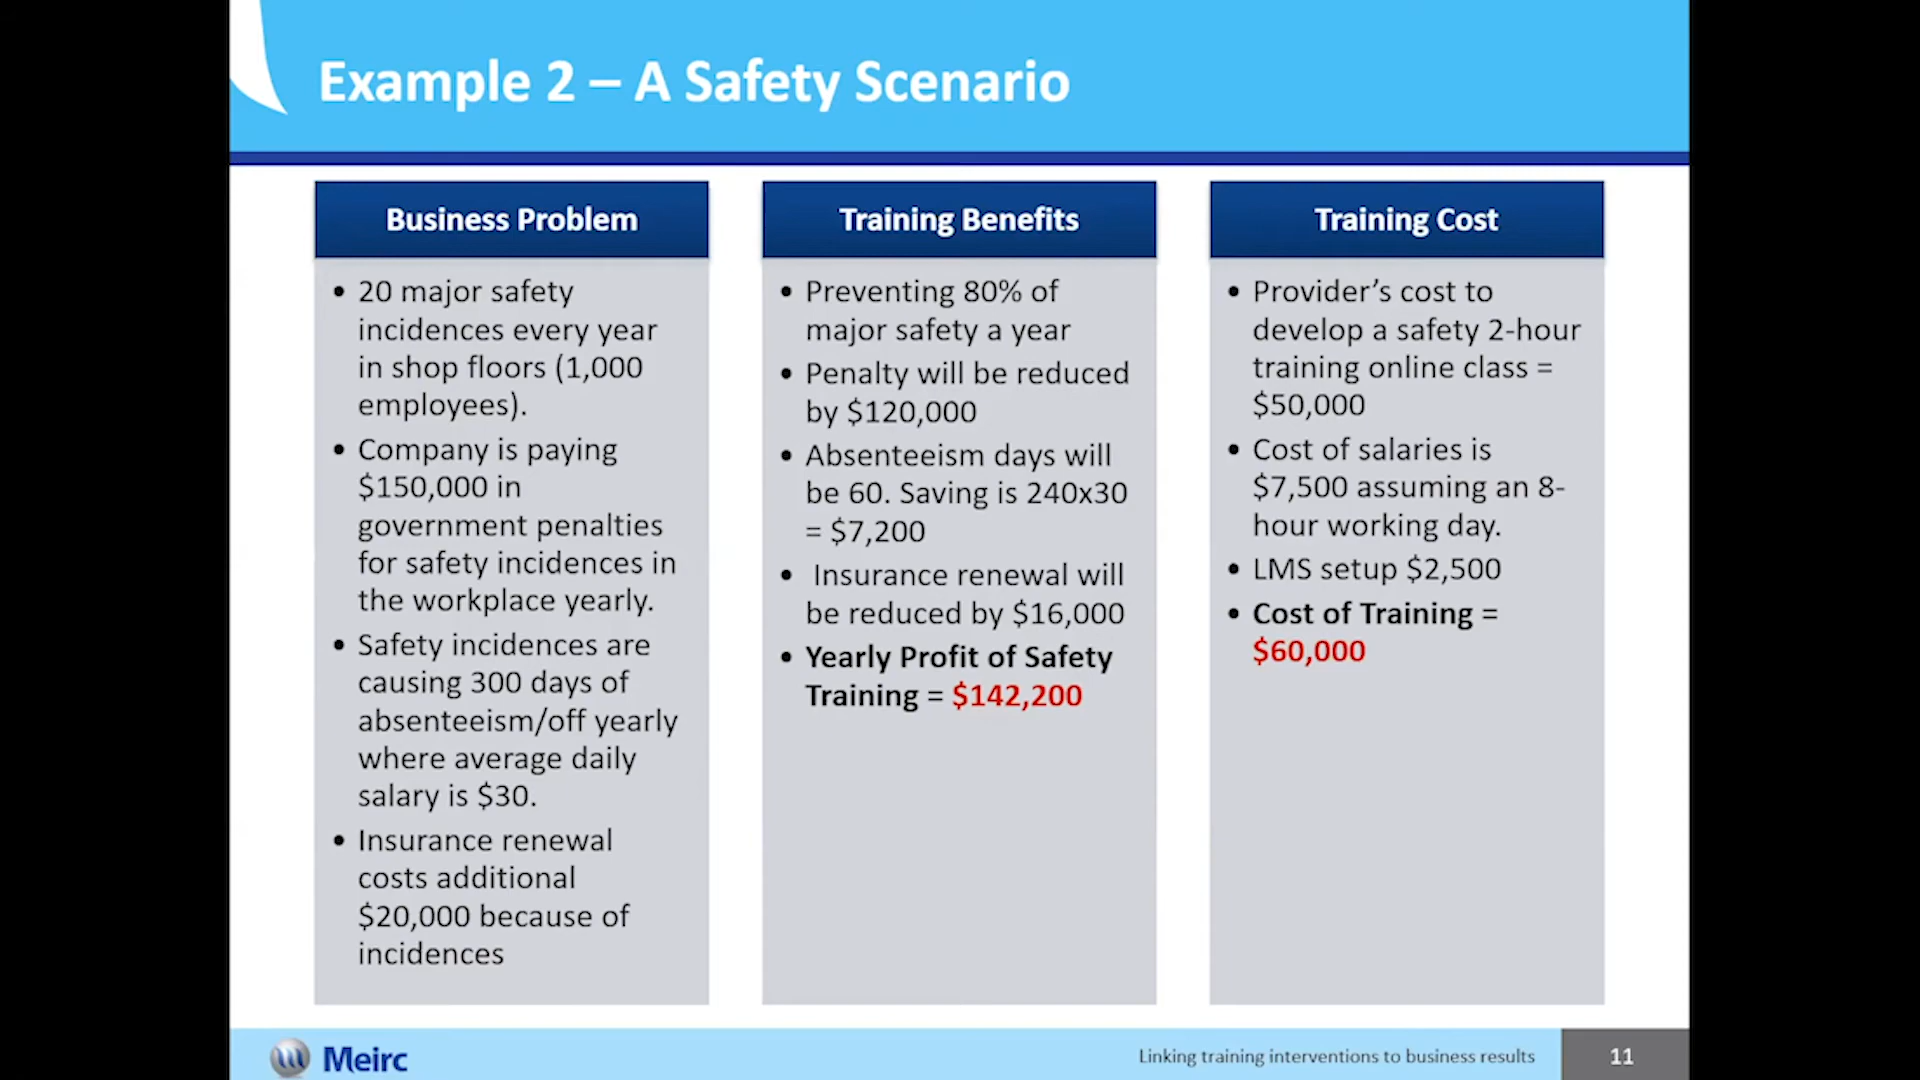 Example 2 – A Safety Scenario
Business Problem
• 20 major safety
incidences every year
in shop floors (1,000
employees).
• Company is paying
$150,000 in
government penalties
for safety incidences in
the workplace yearly.
• Safety incidences are
causing 300 days of
absenteeism/off yearly
where average daily
salary is $30.
• Insurance renewal
costs additional
$20,000 because of
incidences
Training Benefits
• Preventing 80% of
major safety a year
• Penalty will be reduced
by $120,000
• Absenteeism days will
be 60. Saving is 240x30
= $7,200
• Insurance renewal will
be reduced by $16,000
• Yearly Profit of Safety
Training = $142,200
Training Cost
• Provider’s cost to
develop a safety 2-hour
training online class =
$50,000
• Cost of salaries is
$7,500 assuming an 8-
hour working day.
• LMS setup $2,500
• Cost of Training =
$60,000
Meirc
Linking training interventions to business results
11